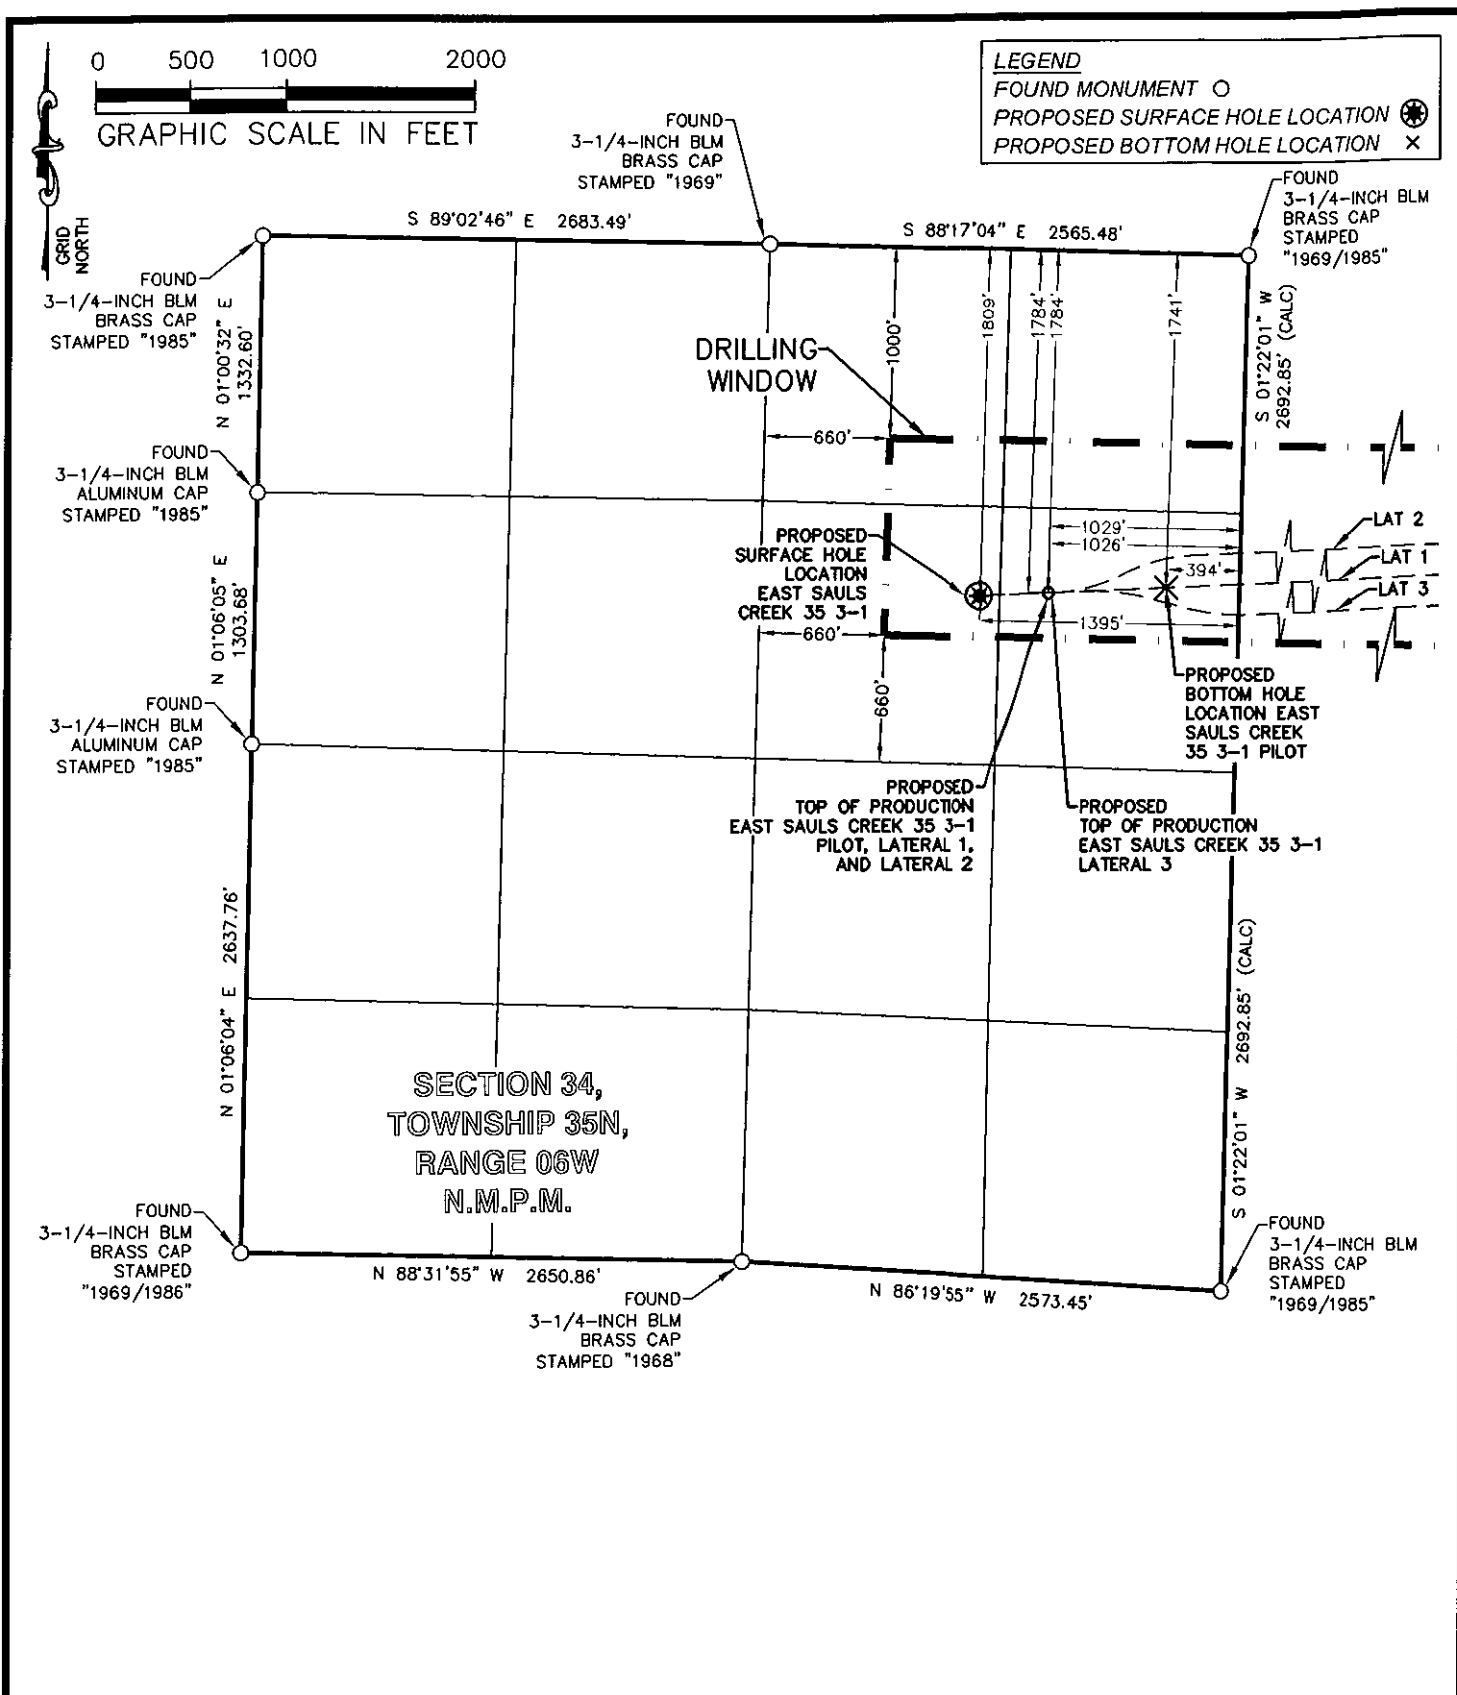 0 500 1000 2000
GRAPHIC SCALE IN FEET
GRID
NORTH
LEGEND
FOUND MONUMENT
PROPOSED SURFACE HOLE LOCATION
PROPOSED BOTTOM HOLE LOCATION
FOUND
3-1/4-INCH BLM
BRASS CAP
STAMPED "1969"
FOUND
3-1/4-INCH BLM
BRASS CAP
STAMPED
"1969/1985"
S 89°02'46" E 2683.49'
S 88°17'04" E 2565.48'
FOUND
3-1/4-INCH BLM
BRASS CAP
STAMPED "1985"
N 01°00'32" E
1332.60'
1000'
1809'
1784'
1784'
1741'
S 01°22'01" W
2692.85' (CALC)
DRILLING
WINDOW
660'
FOUND
3-1/4-INCH BLM
ALUMINUM CAP
STAMPED "1985"
N 01°06'05" E
1303.68'
PROPOSED
SURFACE HOLE
LOCATION
EAST SAULS
CREEK 35 3-1
1029'
1026'
394'
1395'
LAT 2
LAT 1
LAT 3
660'
660'
PROPOSED
BOTTOM HOLE
LOCATION EAST
SAULS CREEK
35 3-1 PILOT
FOUND
3-1/4-INCH BLM
ALUMINUM CAP
STAMPED "1985"
PROPOSED
TOP OF PRODUCTION
EAST SAULS CREEK 35 3-1
PILOT, LATERAL 1,
AND LATERAL 2
PROPOSED
TOP OF PRODUCTION
EAST SAULS CREEK 35 3-1
LATERAL 3
N 01°06'04" E 2637.76'
S 01°22'01" W 2692.85' (CALC)
SECTION 34,
TOWNSHIP 35N,
RANGE 06W
N.M.P.M.
FOUND
3-1/4-INCH BLM
BRASS CAP
STAMPED
"1969/1986"
N 88°31'55" W 2650.86'
FOUND
3-1/4-INCH BLM
BRASS CAP
STAMPED "1968"
N 86°19'55" W 2573.45'
FOUND
3-1/4-INCH BLM
BRASS CAP
STAMPED
"1969/1985"